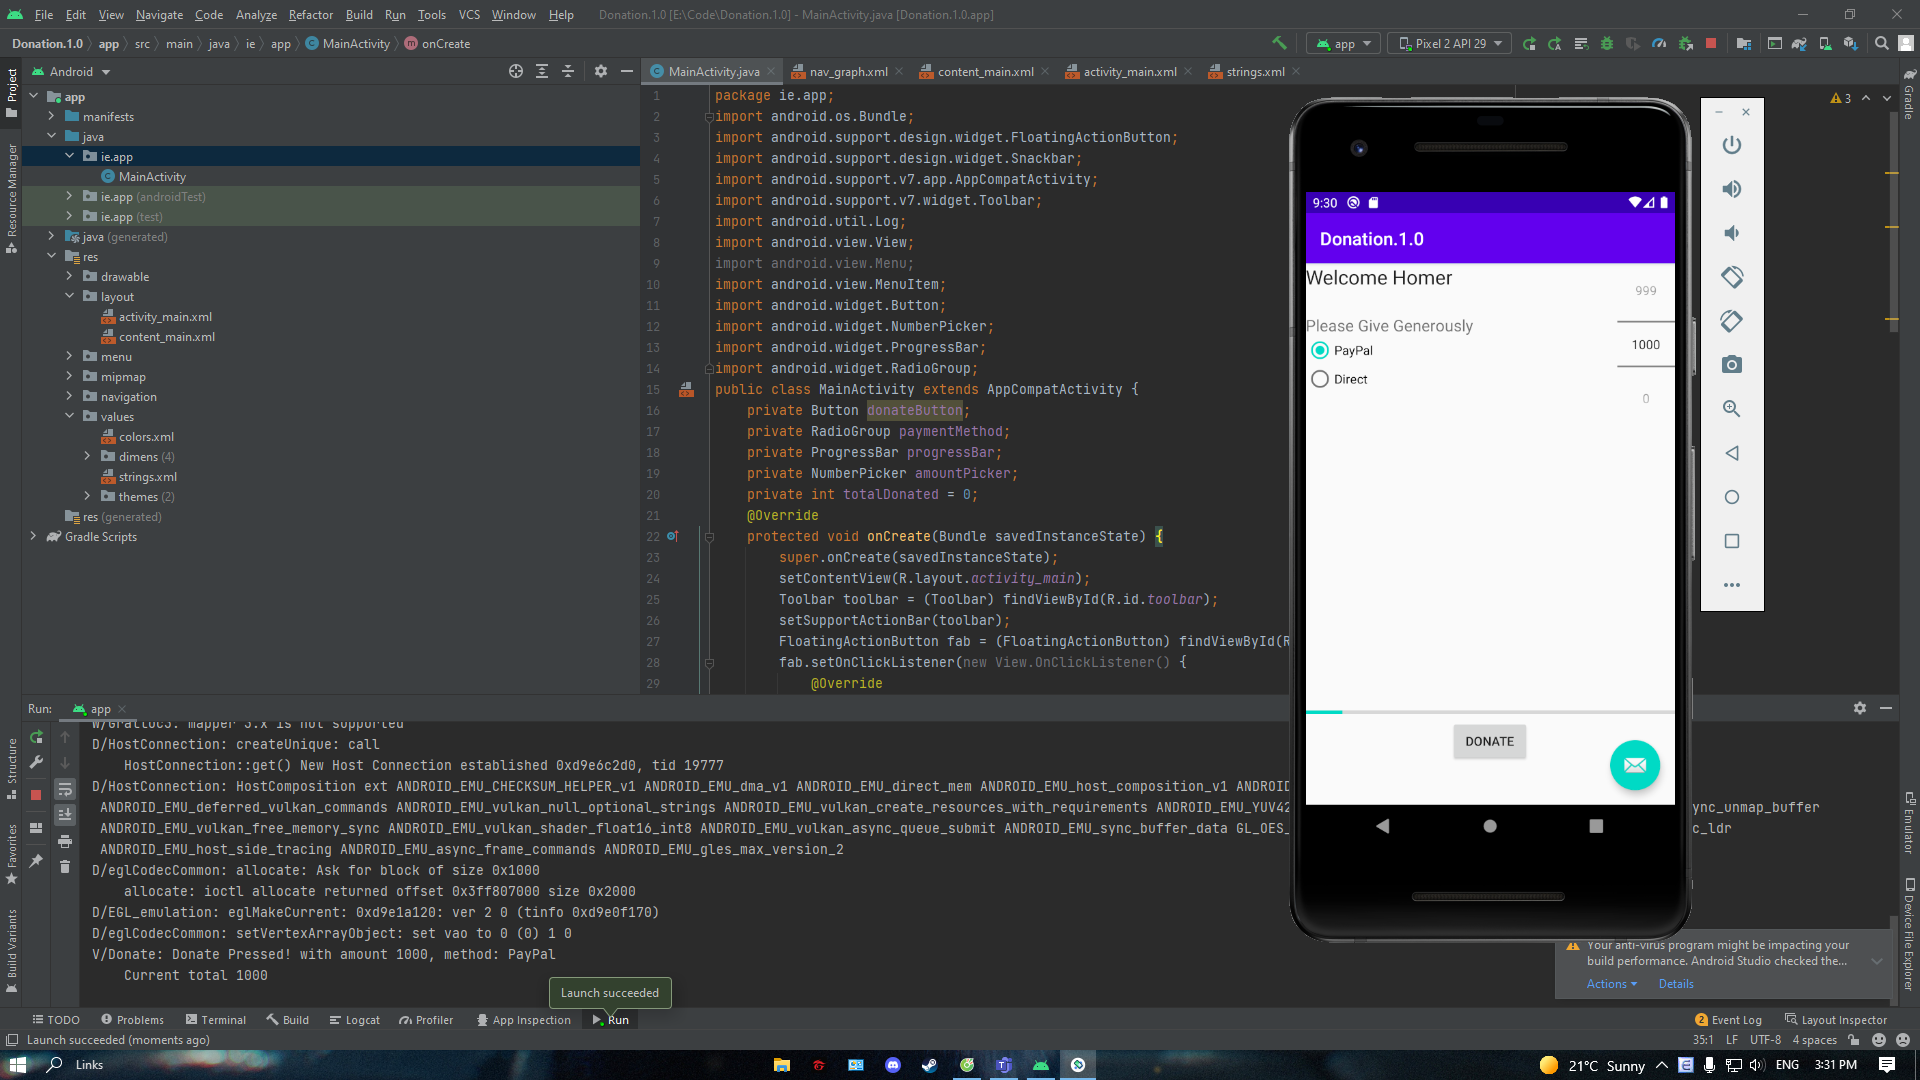 File Edit View Navigate Code Analyze Refactor Build Run Tools VCS Window Help Donation.1.0 [E:\Code\Donation.1.0] - MainActivity.java [Donation.1.0.app]
Donation.1.0 app src main java ie app MainActivity onCreate
app Pixel 2 API 29
Project
Resource Manager
Structure
Favorites
Build Variants
Android
app
manifests
java
ie.app
MainActivity
ie.app (androidTest)
ie.app (test)
java (generated)
res
drawable
layout
activity_main.xml
content_main.xml
menu
mipmap
navigation
values
colors.xml
dimens (4)
strings.xml
themes (2)
res (generated)
Gradle Scripts
MainActivity.java nav_graph.xml content_main.xml activity_main.xml strings.xml
3
1 package ie.app;
2 import android.os.Bundle;
3 import android.support.design.widget.FloatingActionButton;
4 import android.support.design.widget.Snackbar;
5 import android.support.v7.app.AppCompatActivity;
6 import android.support.v7.widget.Toolbar;
7 import android.util.Log;
8 import android.view.View;
9 import android.view.Menu;
10 import android.view.MenuItem;
11 import android.widget.Button;
12 import android.widget.NumberPicker;
13 import android.widget.ProgressBar;
14 import android.widget.RadioGroup;
15 public class MainActivity extends AppCompatActivity {
16 private Button donateButton;
17 private RadioGroup paymentMethod;
18 private ProgressBar progressBar;
19 private NumberPicker amountPicker;
20 private int totalDonated = 0;
21 @Override
22 protected void onCreate(Bundle savedInstanceState) {
23 super.onCreate(savedInstanceState);
24 setContentView(R.layout.activity_main);
25 Toolbar toolbar = (Toolbar) findViewById(R.id.toolbar);
26 setSupportActionBar(toolbar);
27 FloatingActionButton fab = (FloatingActionButton) findViewById(R
28 fab.setOnClickListener(new View.OnClickListener() {
29 @Override
9:30
Donation.1.0
Welcome Homer
999
Please Give Generously
1000
PayPal
Direct
0
DONATE
Gradle
Emulator
Device File Explorer
Run: app
W/Gralloc3: mapper 3.x is not supported
D/HostConnection: createUnique: call
HostConnection::get() New Host Connection established 0xd9e6c2d0, tid 19777
D/HostConnection: HostComposition ext ANDROID_EMU_CHECKSUM_HELPER_v1 ANDROID_EMU_dma_v1 ANDROID_EMU_direct_mem ANDROID_EMU_host_composition_v1 ANDROID
ANDROID_EMU_deferred_vulkan_commands ANDROID_EMU_vulkan_null_optional_strings ANDROID_EMU_vulkan_create_resources_with_requirements ANDROID_EMU_YUV42 ync_unmap_buffer
ANDROID_EMU_vulkan_free_memory_sync ANDROID_EMU_vulkan_shader_float16_int8 ANDROID_EMU_vulkan_async_queue_submit ANDROID_EMU_sync_buffer_data GL_OES_ c_ldr
ANDROID_EMU_host_side_tracing ANDROID_EMU_async_frame_commands ANDROID_EMU_gles_max_version_2
D/eglCodecCommon: allocate: Ask for block of size 0x1000
allocate: ioctl allocate returned offset 0x3ff807000 size 0x2000
D/EGL_emulation: eglMakeCurrent: 0xd9e1a120: ver 2 0 (tinfo 0xd9e0f170)
D/eglCodecCommon: setVertexArrayObject: set vao to 0 (0) 1 0
V/Donate: Donate Pressed! with amount 1000, method: PayPal
Current total 1000
Launch succeeded
Your anti-virus program might be impacting your
build performance. Android Studio checked the...
Actions Details
TODO Problems Terminal Build Logcat Profiler App Inspection Run 2 Event Log Layout Inspector
Launch succeeded (moments ago) 35:1 LF UTF-8 4 spaces
Links 21°C Sunny ENG 3:31 PM